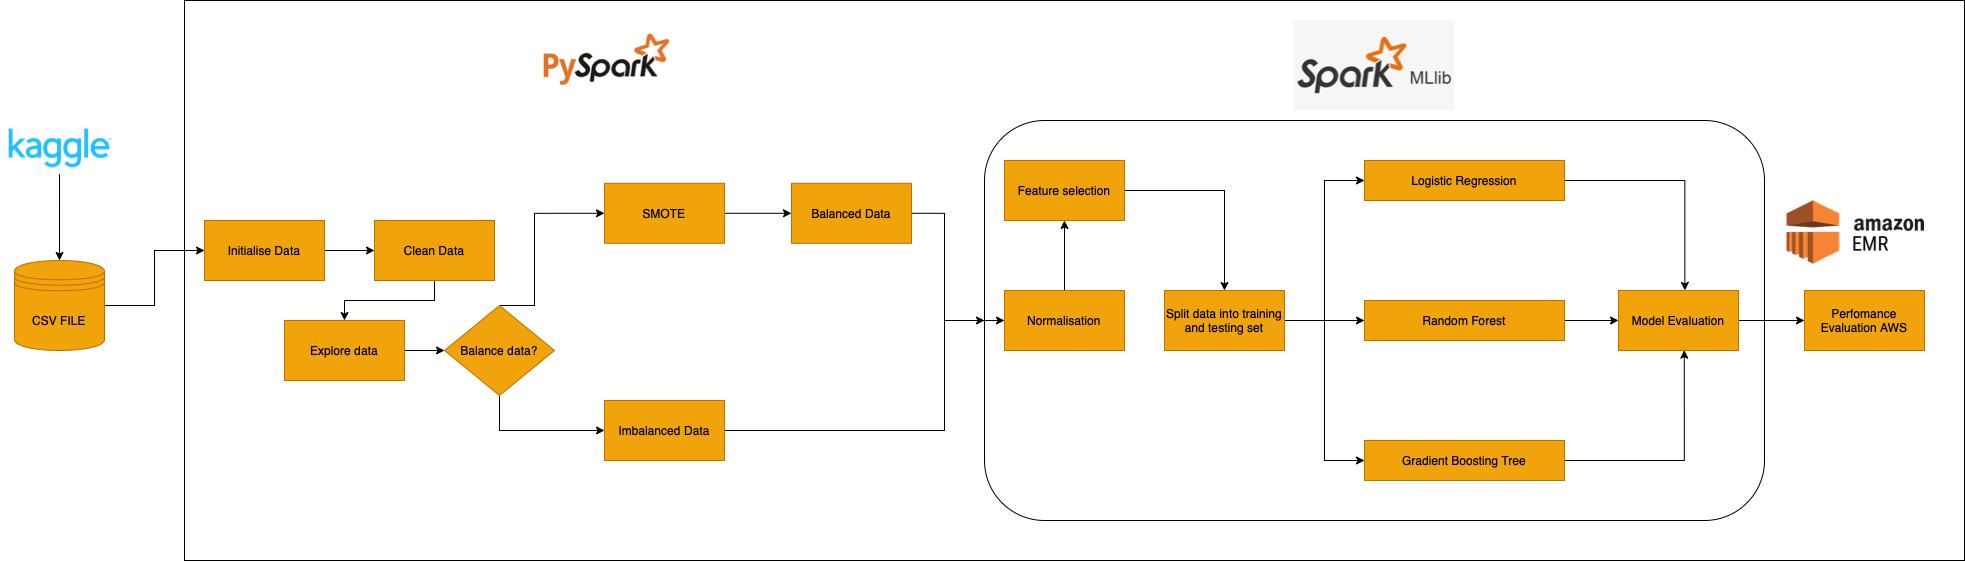 PySpark
Spark MLlib
kaggle
CSV FILE
Initialise Data
Clean Data
Explore data
Balance data?
SMOTE
Balanced Data
Imbalanced Data
Feature selection
Normalisation
Split data into training
and testing set
Logistic Regression
Random Forest
Gradient Boosting Tree
Model Evaluation
amazon
EMR
Perfomance
Evaluation AWS